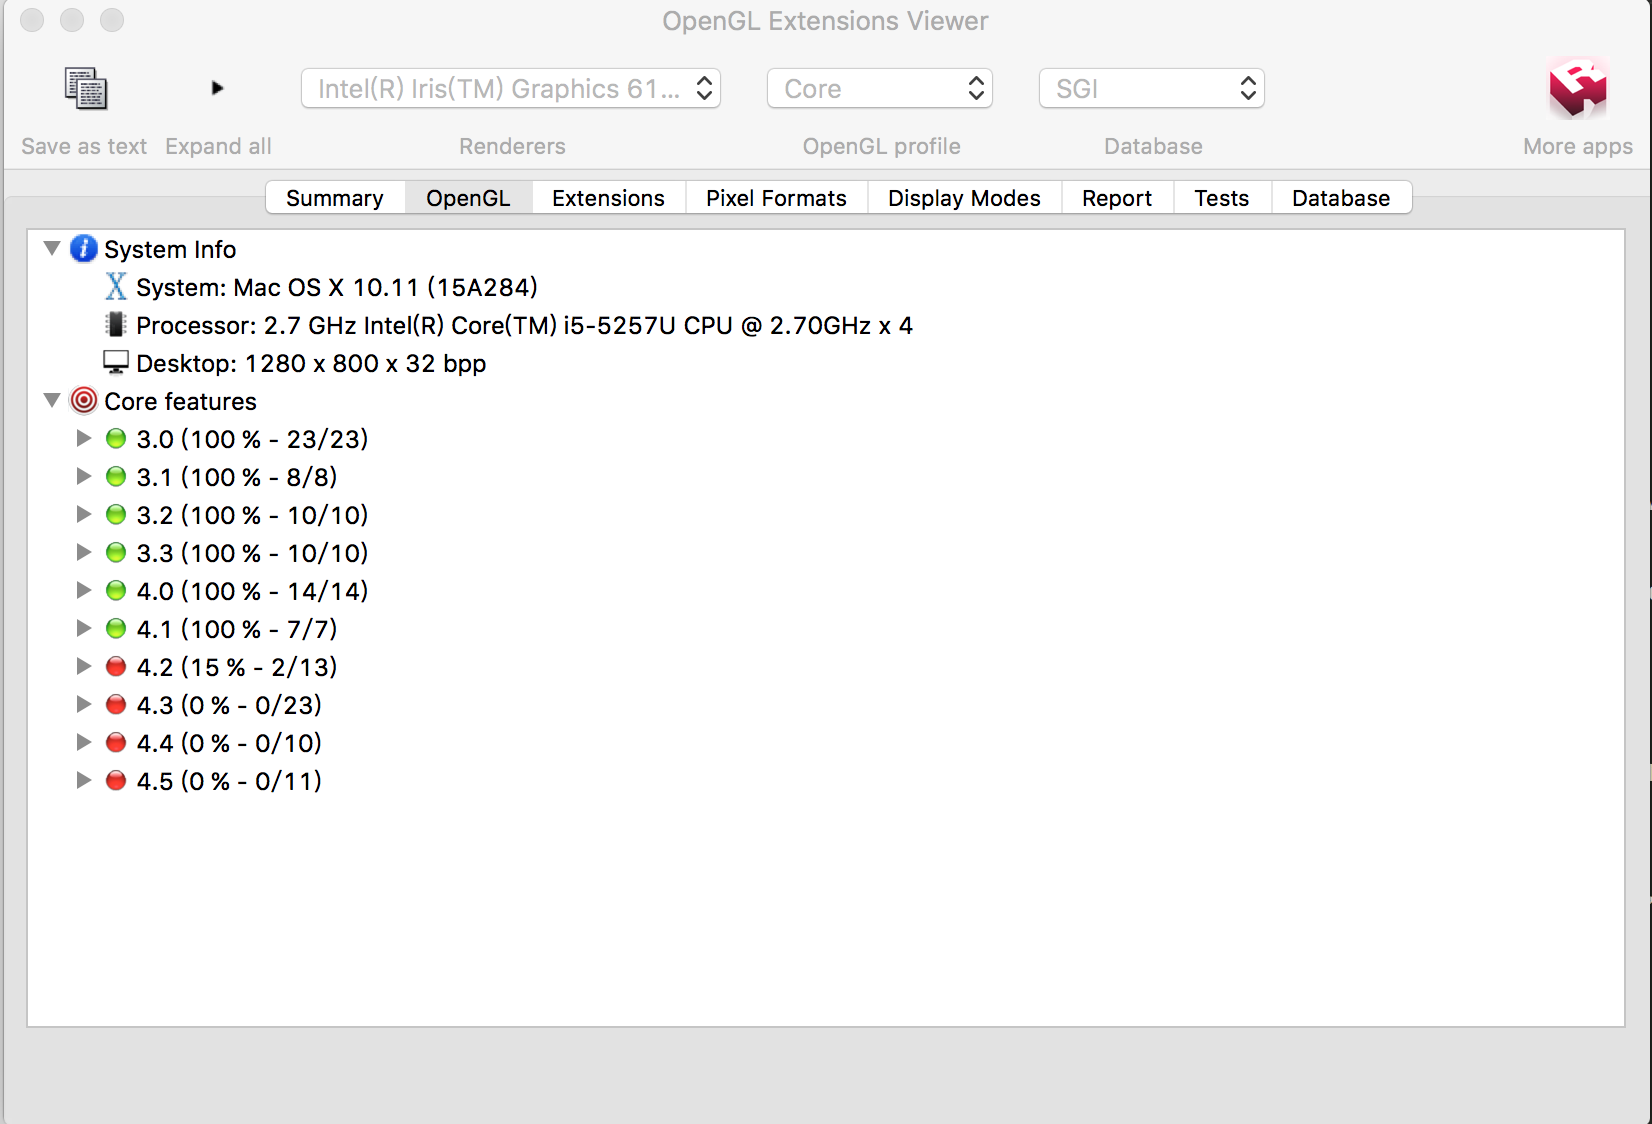 OpenGL Extensions Viewer
Intel(R) Iris(TM) Graphics 61...
Core
SGI
Save as text
Expand all
Renderers
OpenGL profile
Database
More apps
Summary
OpenGL
Extensions
Pixel Formats
Display Modes
Report
Tests
Database
System Info
System: Mac OS X 10.11 (15A284)
Processor: 2.7 GHz Intel(R) Core(TM) i5-5257U CPU @ 2.70GHz x 4
Desktop: 1280 x 800 x 32 bpp
Core features
3.0 (100 % - 23/23)
3.1 (100 % - 8/8)
3.2 (100 % - 10/10)
3.3 (100 % - 10/10)
4.0 (100 % - 14/14)
4.1 (100 % - 7/7)
4.2 (15 % - 2/13)
4.3 (0 % - 0/23)
4.4 (0 % - 0/10)
4.5 (0 % - 0/11)